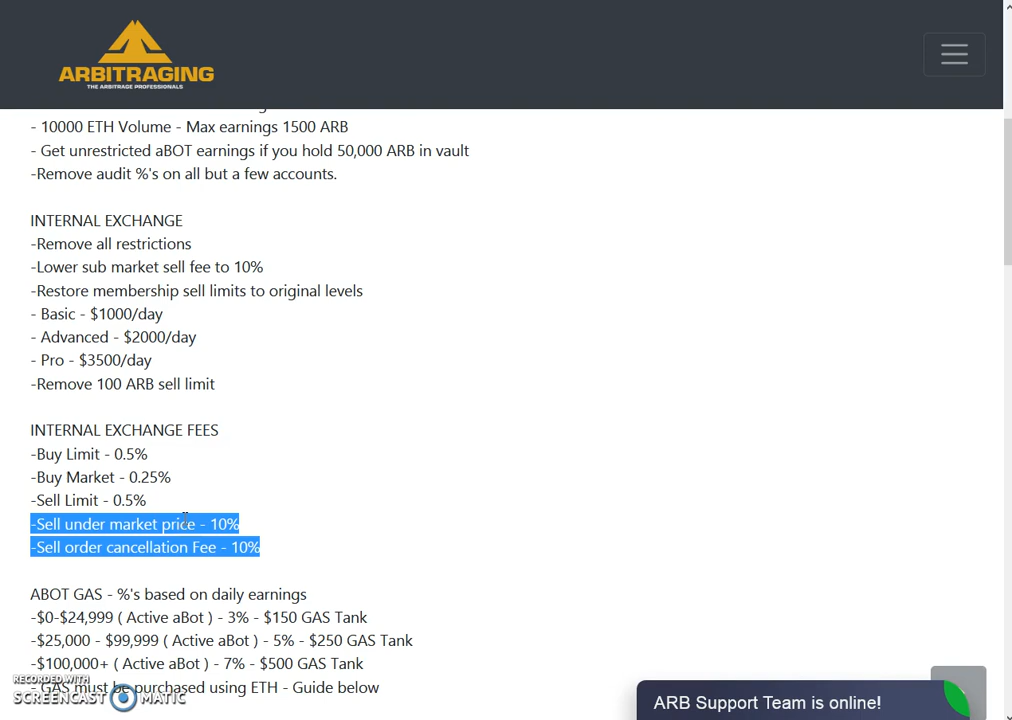 ARBITRAGING
THE ARBITRAGE PROFESSIONALS
- 10000 ETH Volume - Max earnings 1500 ARB
- Get unrestricted aBOT earnings if you hold 50,000 ARB in vault
-Remove audit %'s on all but a few accounts.
INTERNAL EXCHANGE
-Remove all restrictions
-Lower sub market sell fee to 10%
-Restore membership sell limits to original levels
- Basic - $1000/day
- Advanced - $2000/day
- Pro - $3500/day
-Remove 100 ARB sell limit
INTERNAL EXCHANGE FEES
-Buy Limit - 0.5%
-Buy Market - 0.25%
-Sell Limit - 0.5%
-Sell under market price - 10%
-Sell order cancellation Fee - 10%
ABOT GAS - %'s based on daily earnings
-$0-$24,999 ( Active aBot ) - 3% - $150 GAS Tank
-$25,000 - $99,999 ( Active aBot ) - 5% - $250 GAS Tank
-$100,000+ ( Active aBot ) - 7% - $500 GAS Tank
- GAS must be purchased using ETH - Guide below
RECORDED WITH
SCREENCAST MATIC
ARB Support Team is online!